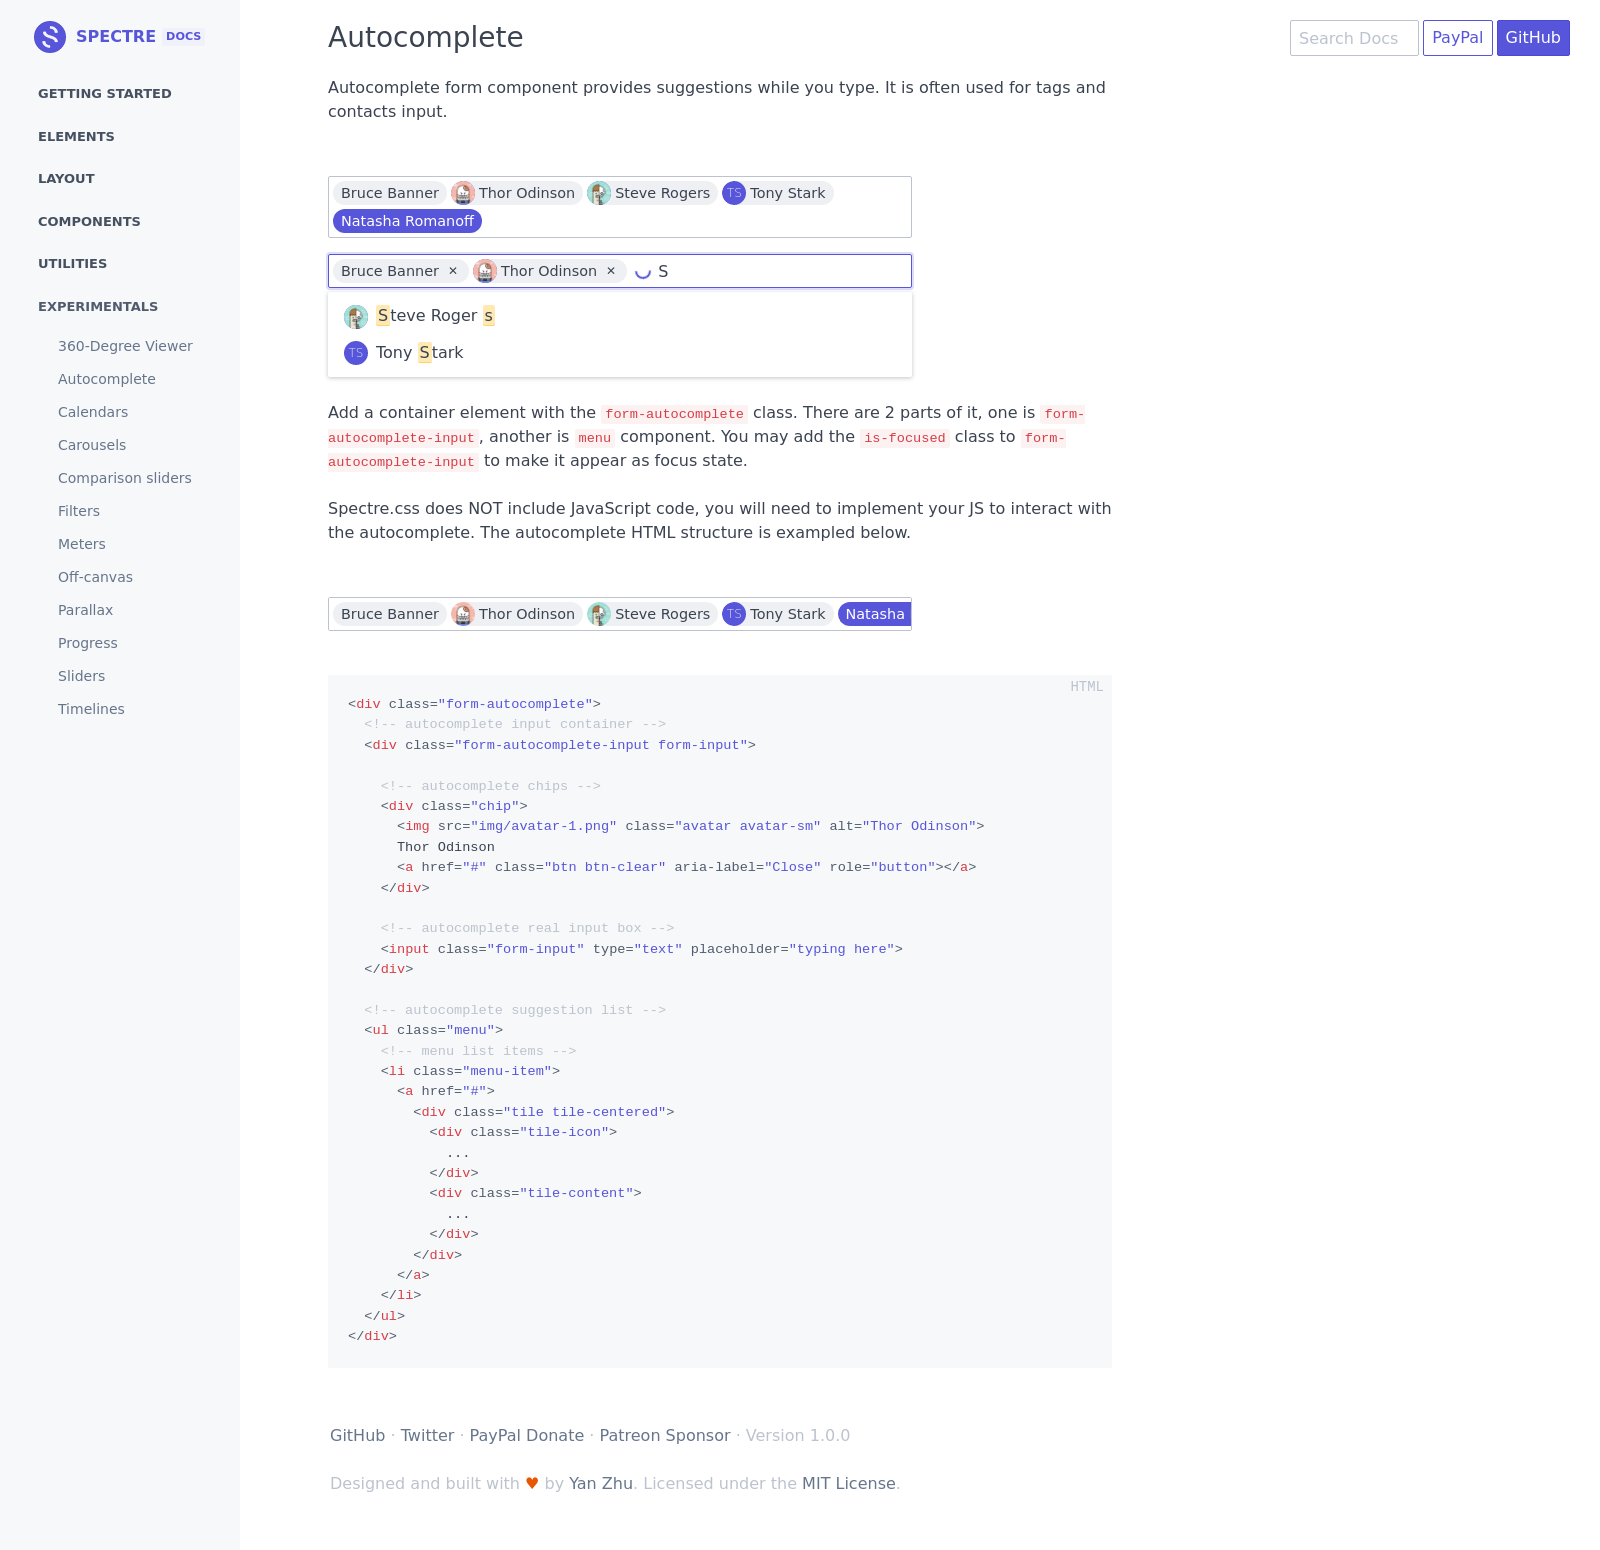 SPECTRE DOCS
GETTING STARTED
ELEMENTS
LAYOUT
COMPONENTS
UTILITIES
EXPERIMENTALS
360-Degree Viewer
Autocomplete
Calendars
Carousels
Comparison sliders
Filters
Meters
Off-canvas
Parallax
Progress
Sliders
Timelines
Autocomplete
Search Docs PayPal GitHub
Autocomplete form component provides suggestions while you type. It is often used for tags and
contacts input.
Bruce Banner Thor Odinson Steve Rogers TS Tony Stark
Natasha Romanoff
Bruce Banner × Thor Odinson × S
Steve Roger s
TS Tony Stark
Add a container element with the form-autocomplete class. There are 2 parts of it, one is form-
autocomplete-input, another is menu component. You may add the is-focused class to form-
autocomplete-input to make it appear as focus state.
Spectre.css does NOT include JavaScript code, you will need to implement your JS to interact with
the autocomplete. The autocomplete HTML structure is exampled below.
Bruce Banner Thor Odinson Steve Rogers TS Tony Stark Natasha
HTML
<div class="form-autocomplete">
  <!-- autocomplete input container -->
  <div class="form-autocomplete-input form-input">
    <!-- autocomplete chips -->
    <div class="chip">
      <img src="img/avatar-1.png" class="avatar avatar-sm" alt="Thor Odinson">
      Thor Odinson
      <a href="#" class="btn btn-clear" aria-label="Close" role="button"></a>
    </div>
    <!-- autocomplete real input box -->
    <input class="form-input" type="text" placeholder="typing here">
  </div>
  <!-- autocomplete suggestion list -->
  <ul class="menu">
    <!-- menu list items -->
    <li class="menu-item">
      <a href="#">
        <div class="tile tile-centered">
          <div class="tile-icon">
            ...
          </div>
          <div class="tile-content">
            ...
          </div>
        </div>
      </a>
    </li>
  </ul>
</div>
GitHub · Twitter · PayPal Donate · Patreon Sponsor · Version 1.0.0
Designed and built with ♥ by Yan Zhu. Licensed under the MIT License.